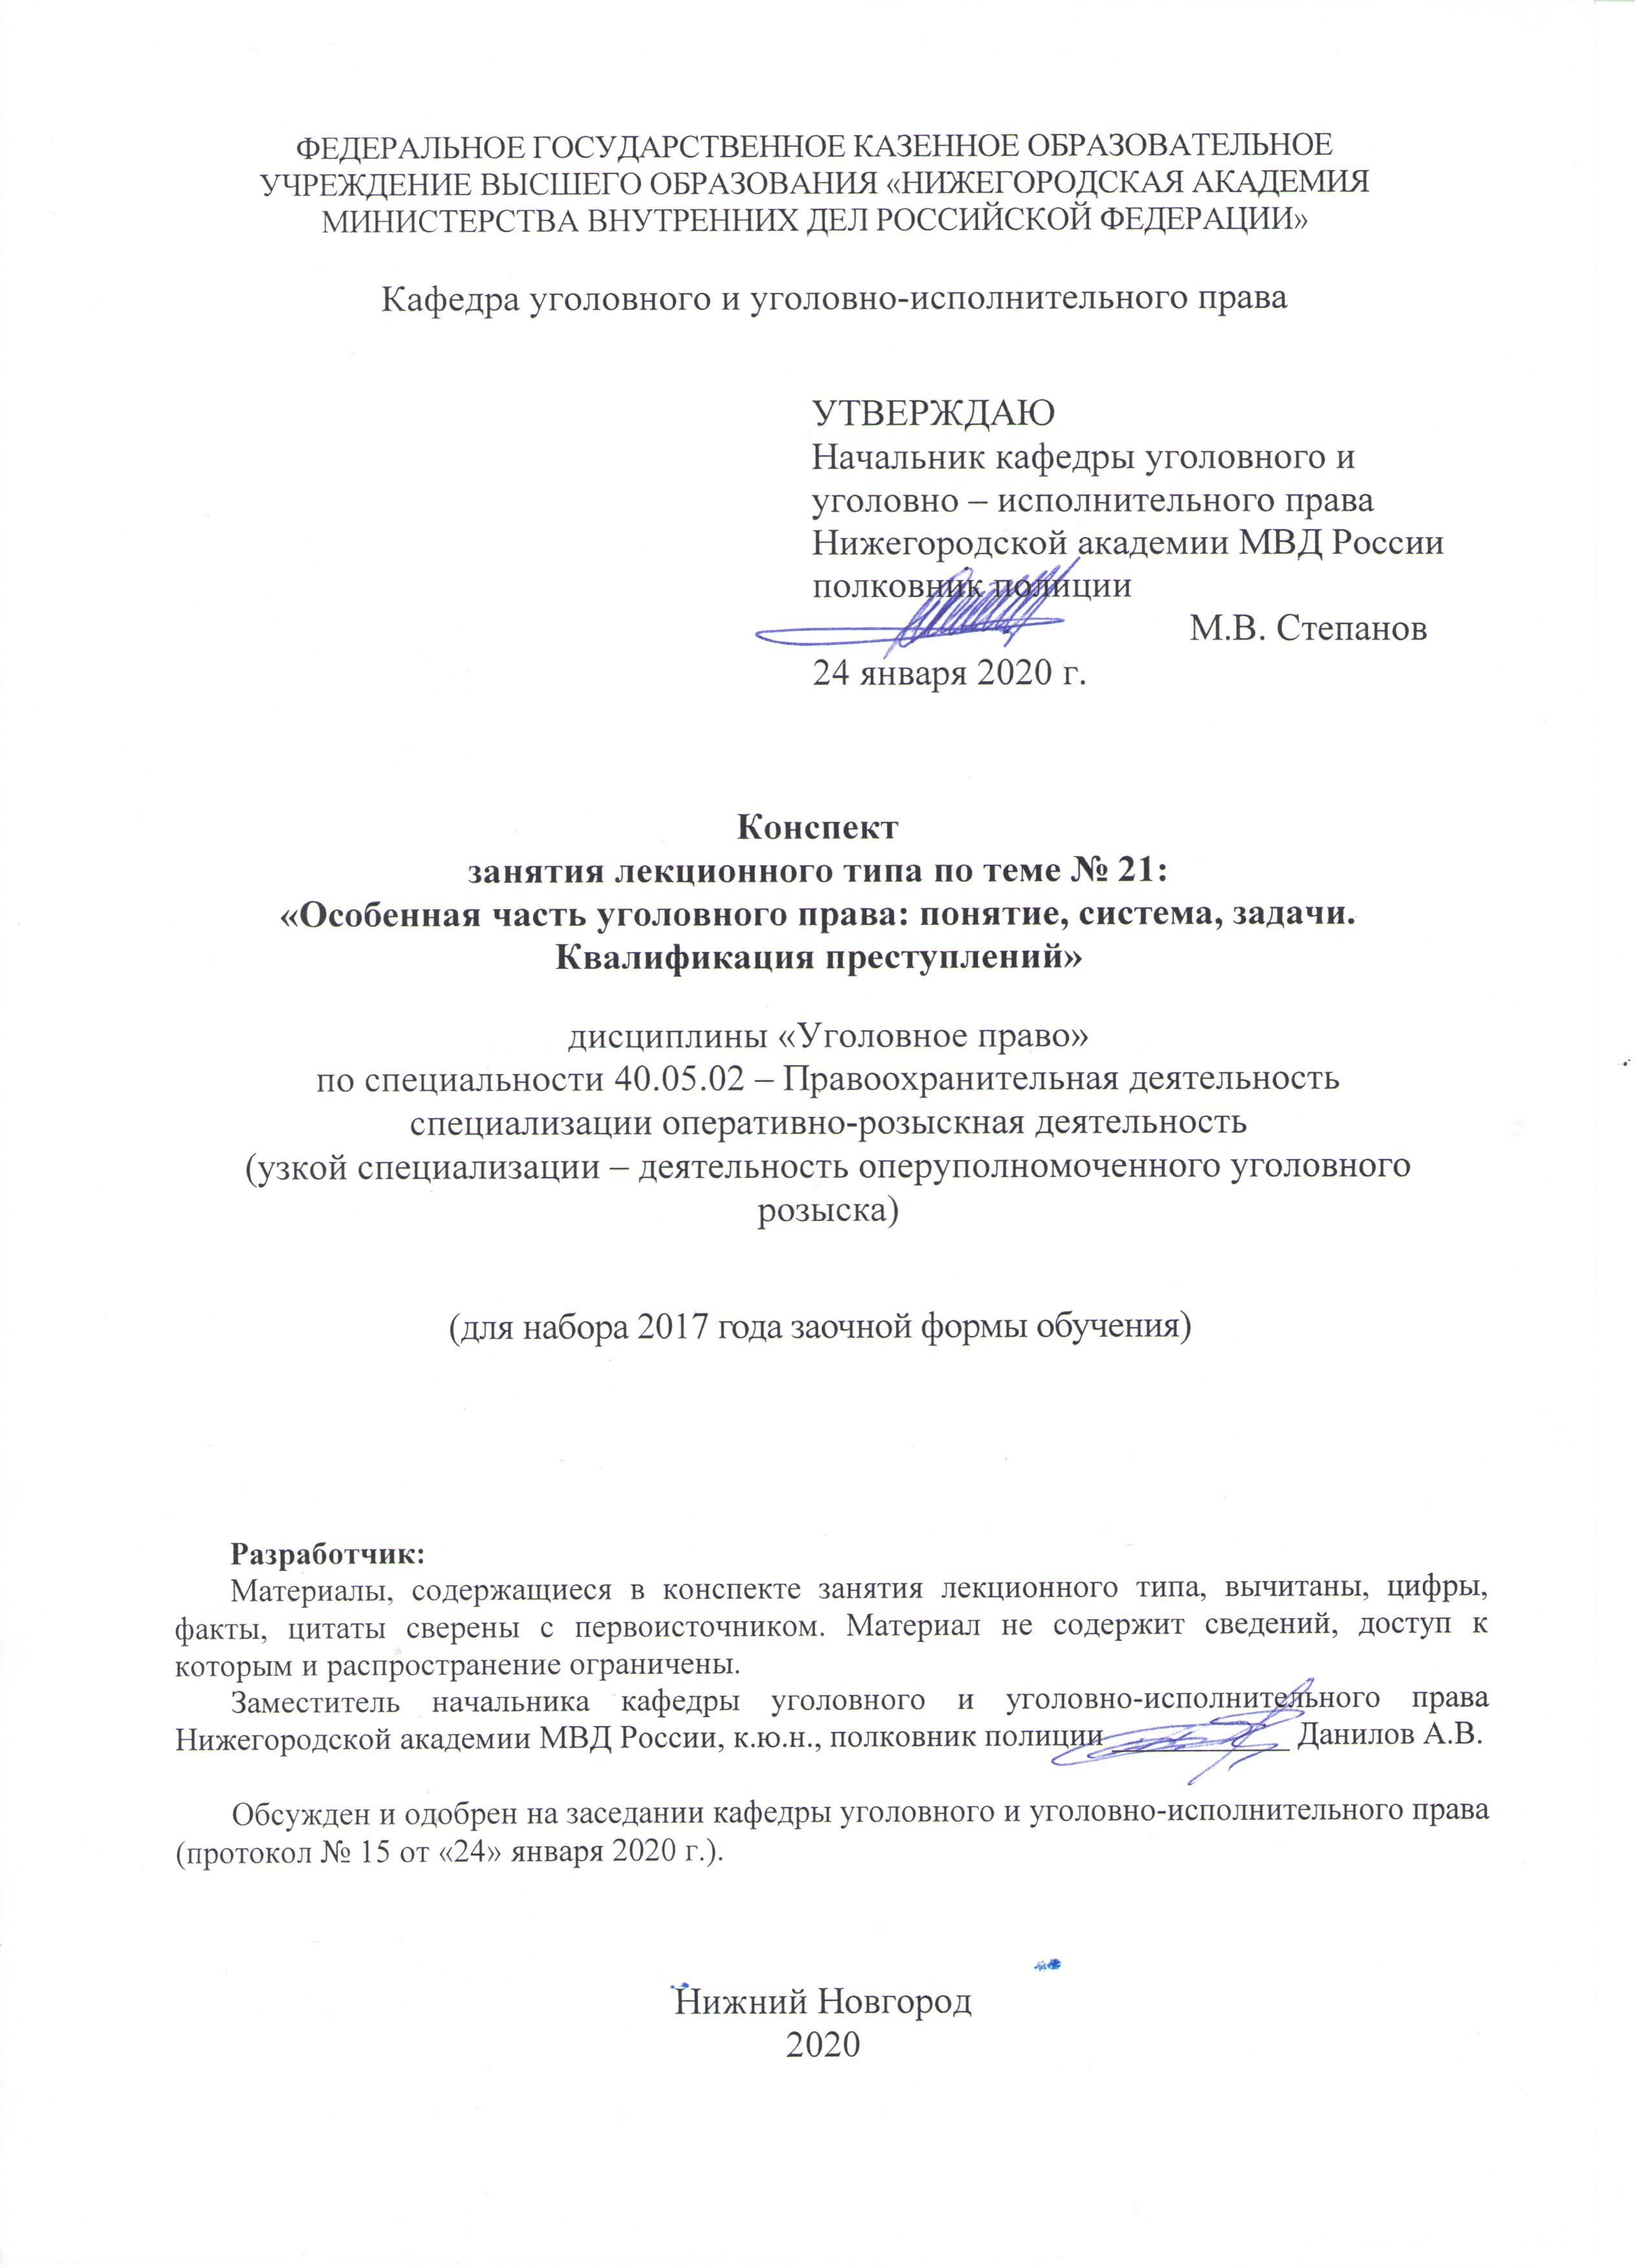 ФЕДЕРАЛЬНОЕ ГОСУДАРСТВЕННОЕ КАЗЕННОЕ ОБРАЗОВАТЕЛЬНОЕ
УЧРЕЖДЕНИЕ ВЫСШЕГО ОБРАЗОВАНИЯ «НИЖЕГОРОДСКАЯ АКАДЕМИЯ
МИНИСТЕРСТВА ВНУТРЕННИХ ДЕЛ РОССИЙСКОЙ ФЕДЕРАЦИИ»
Кафедра уголовного и уголовно-исполнительного права
УТВЕРЖДАЮ
Начальник кафедры уголовного и
уголовно – исполнительного права
Нижегородской академии МВД России
полковник полиции
М.В. Степанов
24 января 2020 г.
Конспект
занятия лекционного типа по теме № 21:
«Особенная часть уголовного права: понятие, система, задачи.
Квалификация преступлений»
дисциплины «Уголовное право»
по специальности 40.05.02 – Правоохранительная деятельность
специализации оперативно-розыскная деятельность
(узкой специализации – деятельность оперуполномоченного уголовного
розыска)
(для набора 2017 года заочной формы обучения)
Разработчик:
Материалы, содержащиеся в конспекте занятия лекционного типа, вычитаны, цифры,
факты, цитаты сверены с первоисточником. Материал не содержит сведений, доступ к
которым и распространение ограничены.
Заместитель начальника кафедры уголовного и уголовно-исполнительного права
Нижегородской академии МВД России, к.ю.н., полковник полиции ___________ Данилов А.В.
Обсужден и одобрен на заседании кафедры уголовного и уголовно-исполнительного права
(протокол № 15 от «24» января 2020 г.).
Нижний Новгород
2020